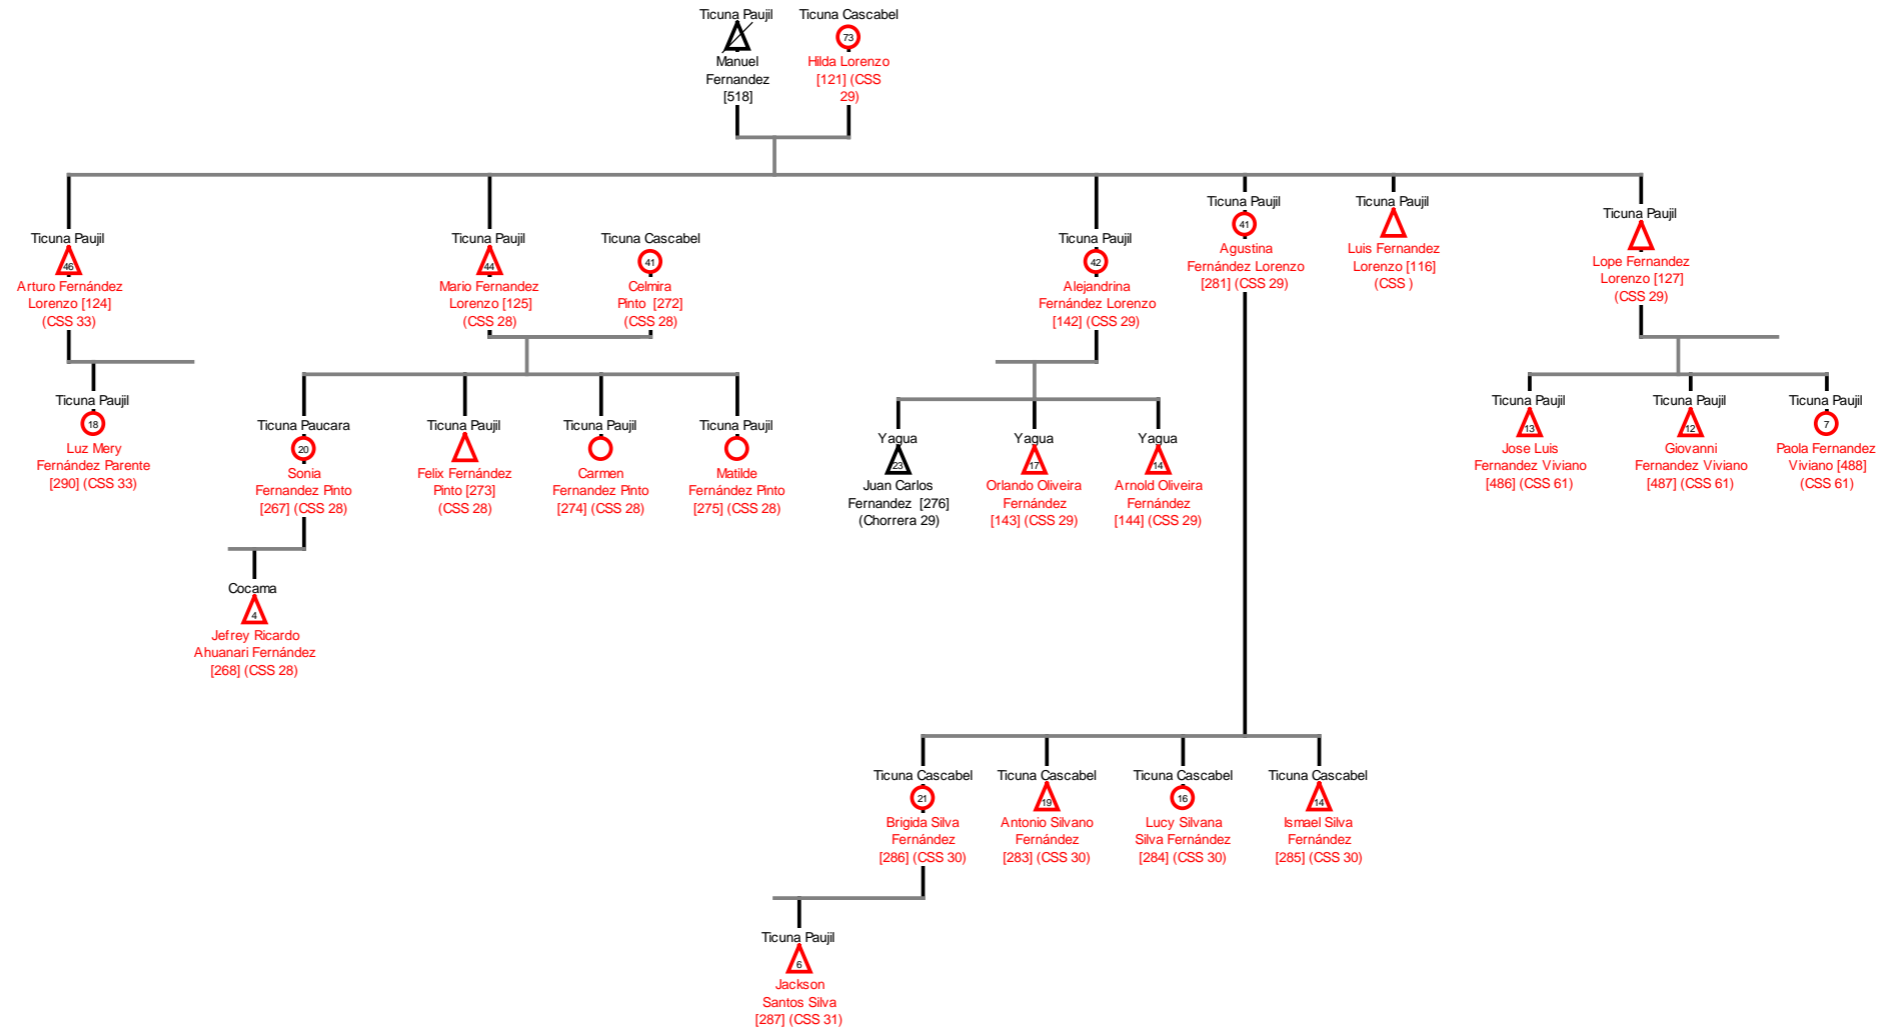 Ticuna Paujil
Manuel
Fernandez
[518]
Ticuna Cascabel
73
Hilda Lorenzo
[121] (CSS
29)
Ticuna Paujil
46
Arturo Fernández
Lorenzo [124]
(CSS 33)
Ticuna Paujil
44
Mario Fernandez
Lorenzo [125]
(CSS 28)
Ticuna Cascabel
41
Celmira
Pinto [272]
(CSS 28)
Ticuna Paujil
42
Alejandrina
Fernández Lorenzo
[142] (CSS 29)
Ticuna Paujil
41
Agustina
Fernández Lorenzo
[281] (CSS 29)
Ticuna Paujil
Luis Fernandez
Lorenzo [116]
(CSS )
Ticuna Paujil
Lope Fernandez
Lorenzo [127]
(CSS 29)
Ticuna Paujil
18
Luz Mery
Fernández Parente
[290] (CSS 33)
Ticuna Paucara
20
Sonia
Fernandez Pinto
[267] (CSS 28)
Ticuna Paujil
Felix Fernández
Pinto [273]
(CSS 28)
Ticuna Paujil
Carmen
Fernandez Pinto
[274] (CSS 28)
Ticuna Paujil
Matilde
Fernández Pinto
[275] (CSS 28)
Yagua
23
Juan Carlos
Fernandez [276]
(Chorrera 29)
Yagua
17
Orlando Oliveira
Fernández
[143] (CSS 29)
Yagua
14
Arnold Oliveira
Fernández
[144] (CSS 29)
Ticuna Paujil
13
Jose Luis
Fernandez Viviano
[486] (CSS 61)
Ticuna Paujil
12
Giovanni
Fernandez Viviano
[487] (CSS 61)
Ticuna Paujil
7
Paola Fernandez
Viviano [488]
(CSS 61)
Cocama
4
Jefrey Ricardo
Ahuanari Fernández
[268] (CSS 28)
Ticuna Cascabel
21
Brigida Silva
Fernández
[286] (CSS 30)
Ticuna Cascabel
19
Antonio Silvano
Fernández
[283] (CSS 30)
Ticuna Cascabel
16
Lucy Silvana
Silva Fernández
[284] (CSS 30)
Ticuna Cascabel
14
Ismael Silva
Fernández
[285] (CSS 30)
Ticuna Paujil
6
Jackson
Santos Silva
[287] (CSS 31)